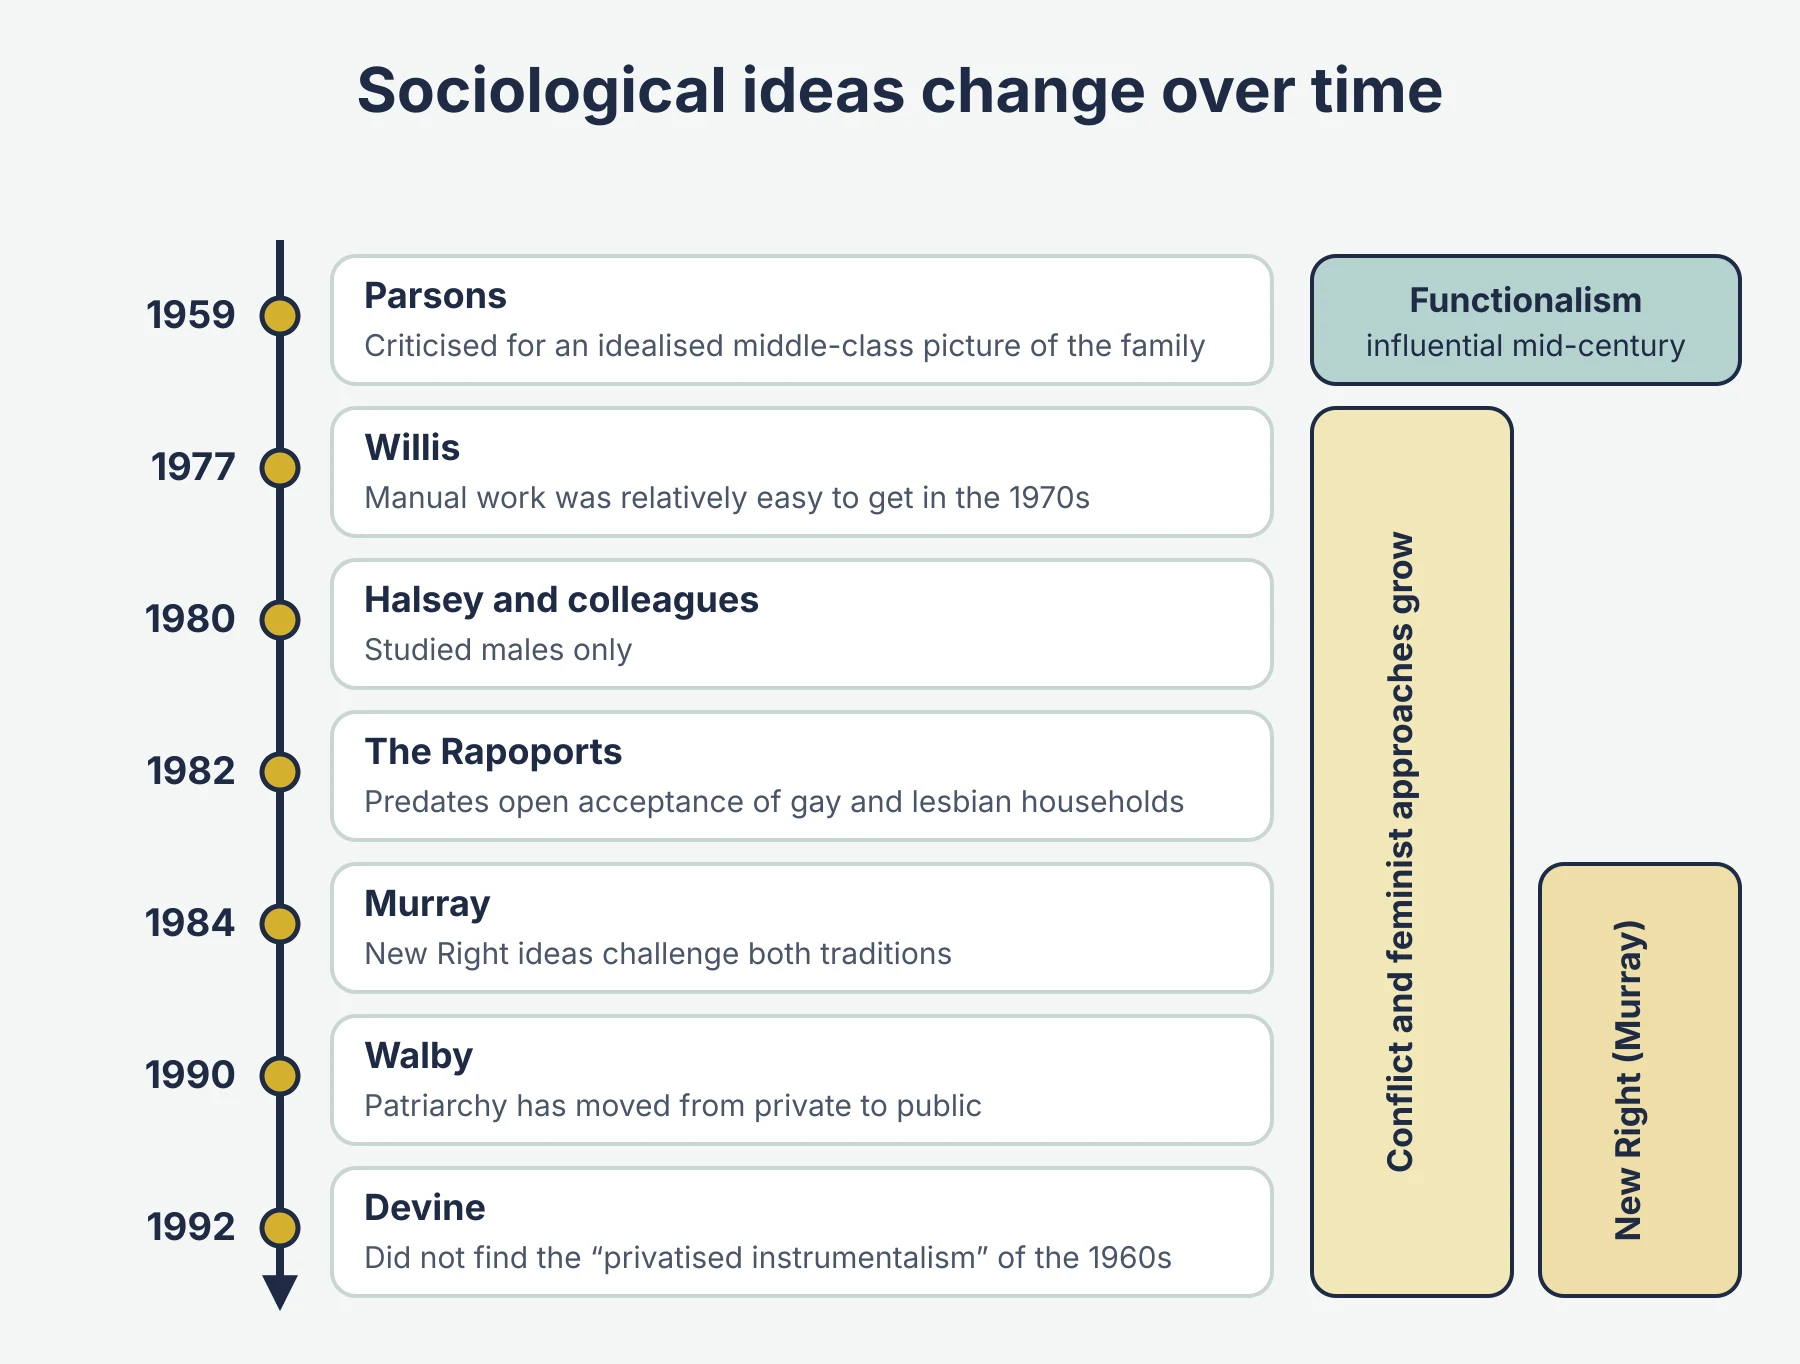 Sociological ideas change over time
1959
Parsons
Criticised for an idealised middle-class picture of the family
Functionalism
influential mid-century
1977
Willis
Manual work was relatively easy to get in the 1970s
1980
Halsey and colleagues
Studied males only
1982
The Rapoports
Predates open acceptance of gay and lesbian households
1984
Murray
New Right ideas challenge both traditions
1990
Walby
Patriarchy has moved from private to public
1992
Devine
Did not find the “privatised instrumentalism” of the 1960s
Conflict and feminist approaches grow
New Right (Murray)